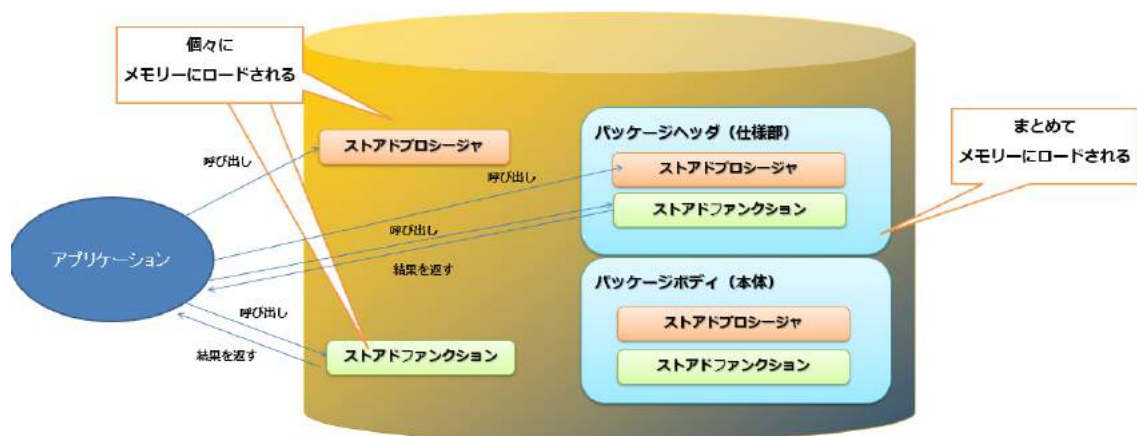 個々に
メモリーにロードされる
ストアドプロシージャ
呼び出し
アプリケーション
呼び出し
呼び出し
結果を返す
呼び出し
結果を返す
ストアドファンクション
パッケージヘッダ（仕様部）
ストアドプロシージャ
ストアドファンクション
まとめて
メモリーにロードされる
パッケージボディ（本体）
ストアドプロシージャ
ストアドファンクション